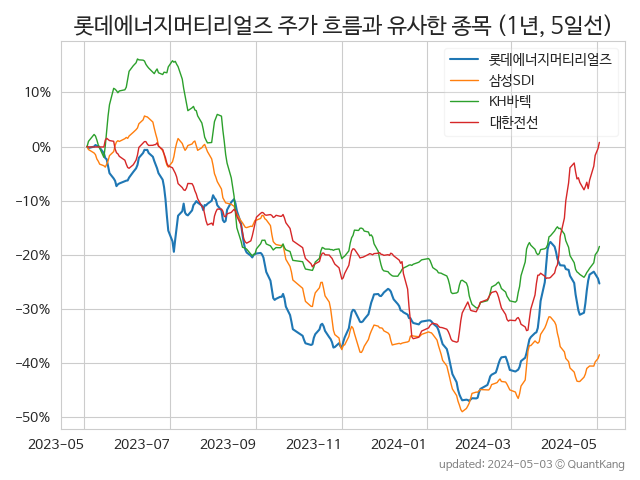 롯데에너지머티리얼즈 주가 흐름과 유사한 종목 (1년, 5일선)
롯데에너지머티리얼즈
삼성SDI
KH바텍
대한전선
10%
0%
−10%
−20%
−30%
−40%
−50%
2023-05 2023-07 2023-09 2023-11 2024-01 2024-03 2024-05
updated: 2024-05-03 © QuantKang